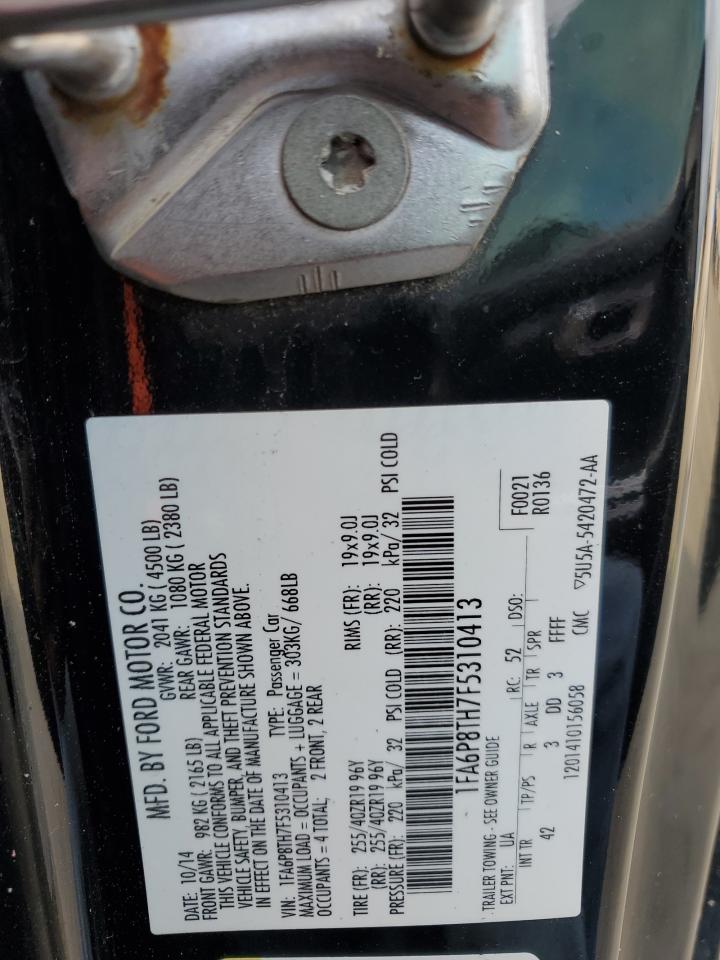 MFD. BY FORD MOTOR CO.
DATE: 10/14 GVWR: 2041 KG ( 4500 LB)
FRONT GAWR: 982 KG ( 2165 LB) REAR GAWR: 1080 KG ( 2380 LB)
THIS VEHICLE CONFORMS TO ALL APPLICABLE FEDERAL MOTOR
VEHICLE SAFETY, BUMPER, AND THEFT PREVENTION STANDARDS
IN EFFECT ON THE DATE OF MANUFACTURE SHOWN ABOVE.
VIN: 1FA6P8TH7F5310413 TYPE: Passenger Car
MAXIMUM LOAD = OCCUPANTS + LUGGAGE = 303KG/ 668LB
OCCUPANTS = 4 TOTAL; 2 FRONT, 2 REAR
TIRE (FR): 255/40ZR19 96Y RIMS (FR): 19x9.0J
(RR): 255/40ZR19 96Y (RR): 19x9.0J
PRESSURE (FR): 220 kPa/ 32 PSI COLD (RR): 220 kPa/ 32 PSI COLD
1FA6P8TH7F5310413
TRAILER TOWING - SEE OWNER GUIDE
F0021
R0136
EXT PNT: UA RC: 52 DSO:
INT TR TP/PS R AXLE TR SPR
42 3 DD 3 FFFF
1201410156058 CMC ▽5U5A-5420472-AA